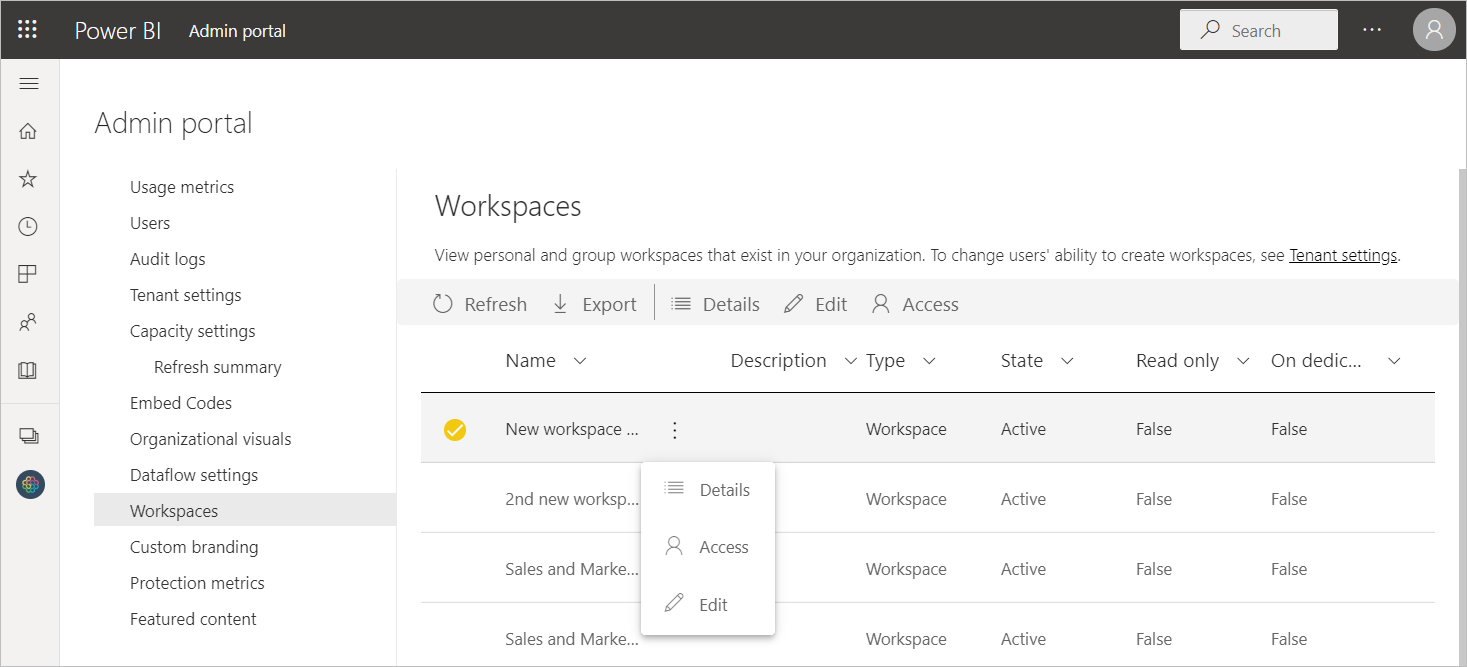 Power BI Admin portal Search ...
Admin portal
Usage metrics
Users
Audit logs
Tenant settings
Capacity settings
Refresh summary
Embed Codes
Organizational visuals
Dataflow settings
Workspaces
Custom branding
Protection metrics
Featured content
Workspaces
View personal and group workspaces that exist in your organization. To change users' ability to create workspaces, see Tenant settings.
Refresh Export Details Edit Access
Name Description Type State Read only On dedic...
New workspace ... Workspace Active False False
2nd new worksp... Workspace Active False False
Sales and Marke... Workspace Active False False
Sales and Marke... Workspace Active False False
Details
Access
Edit